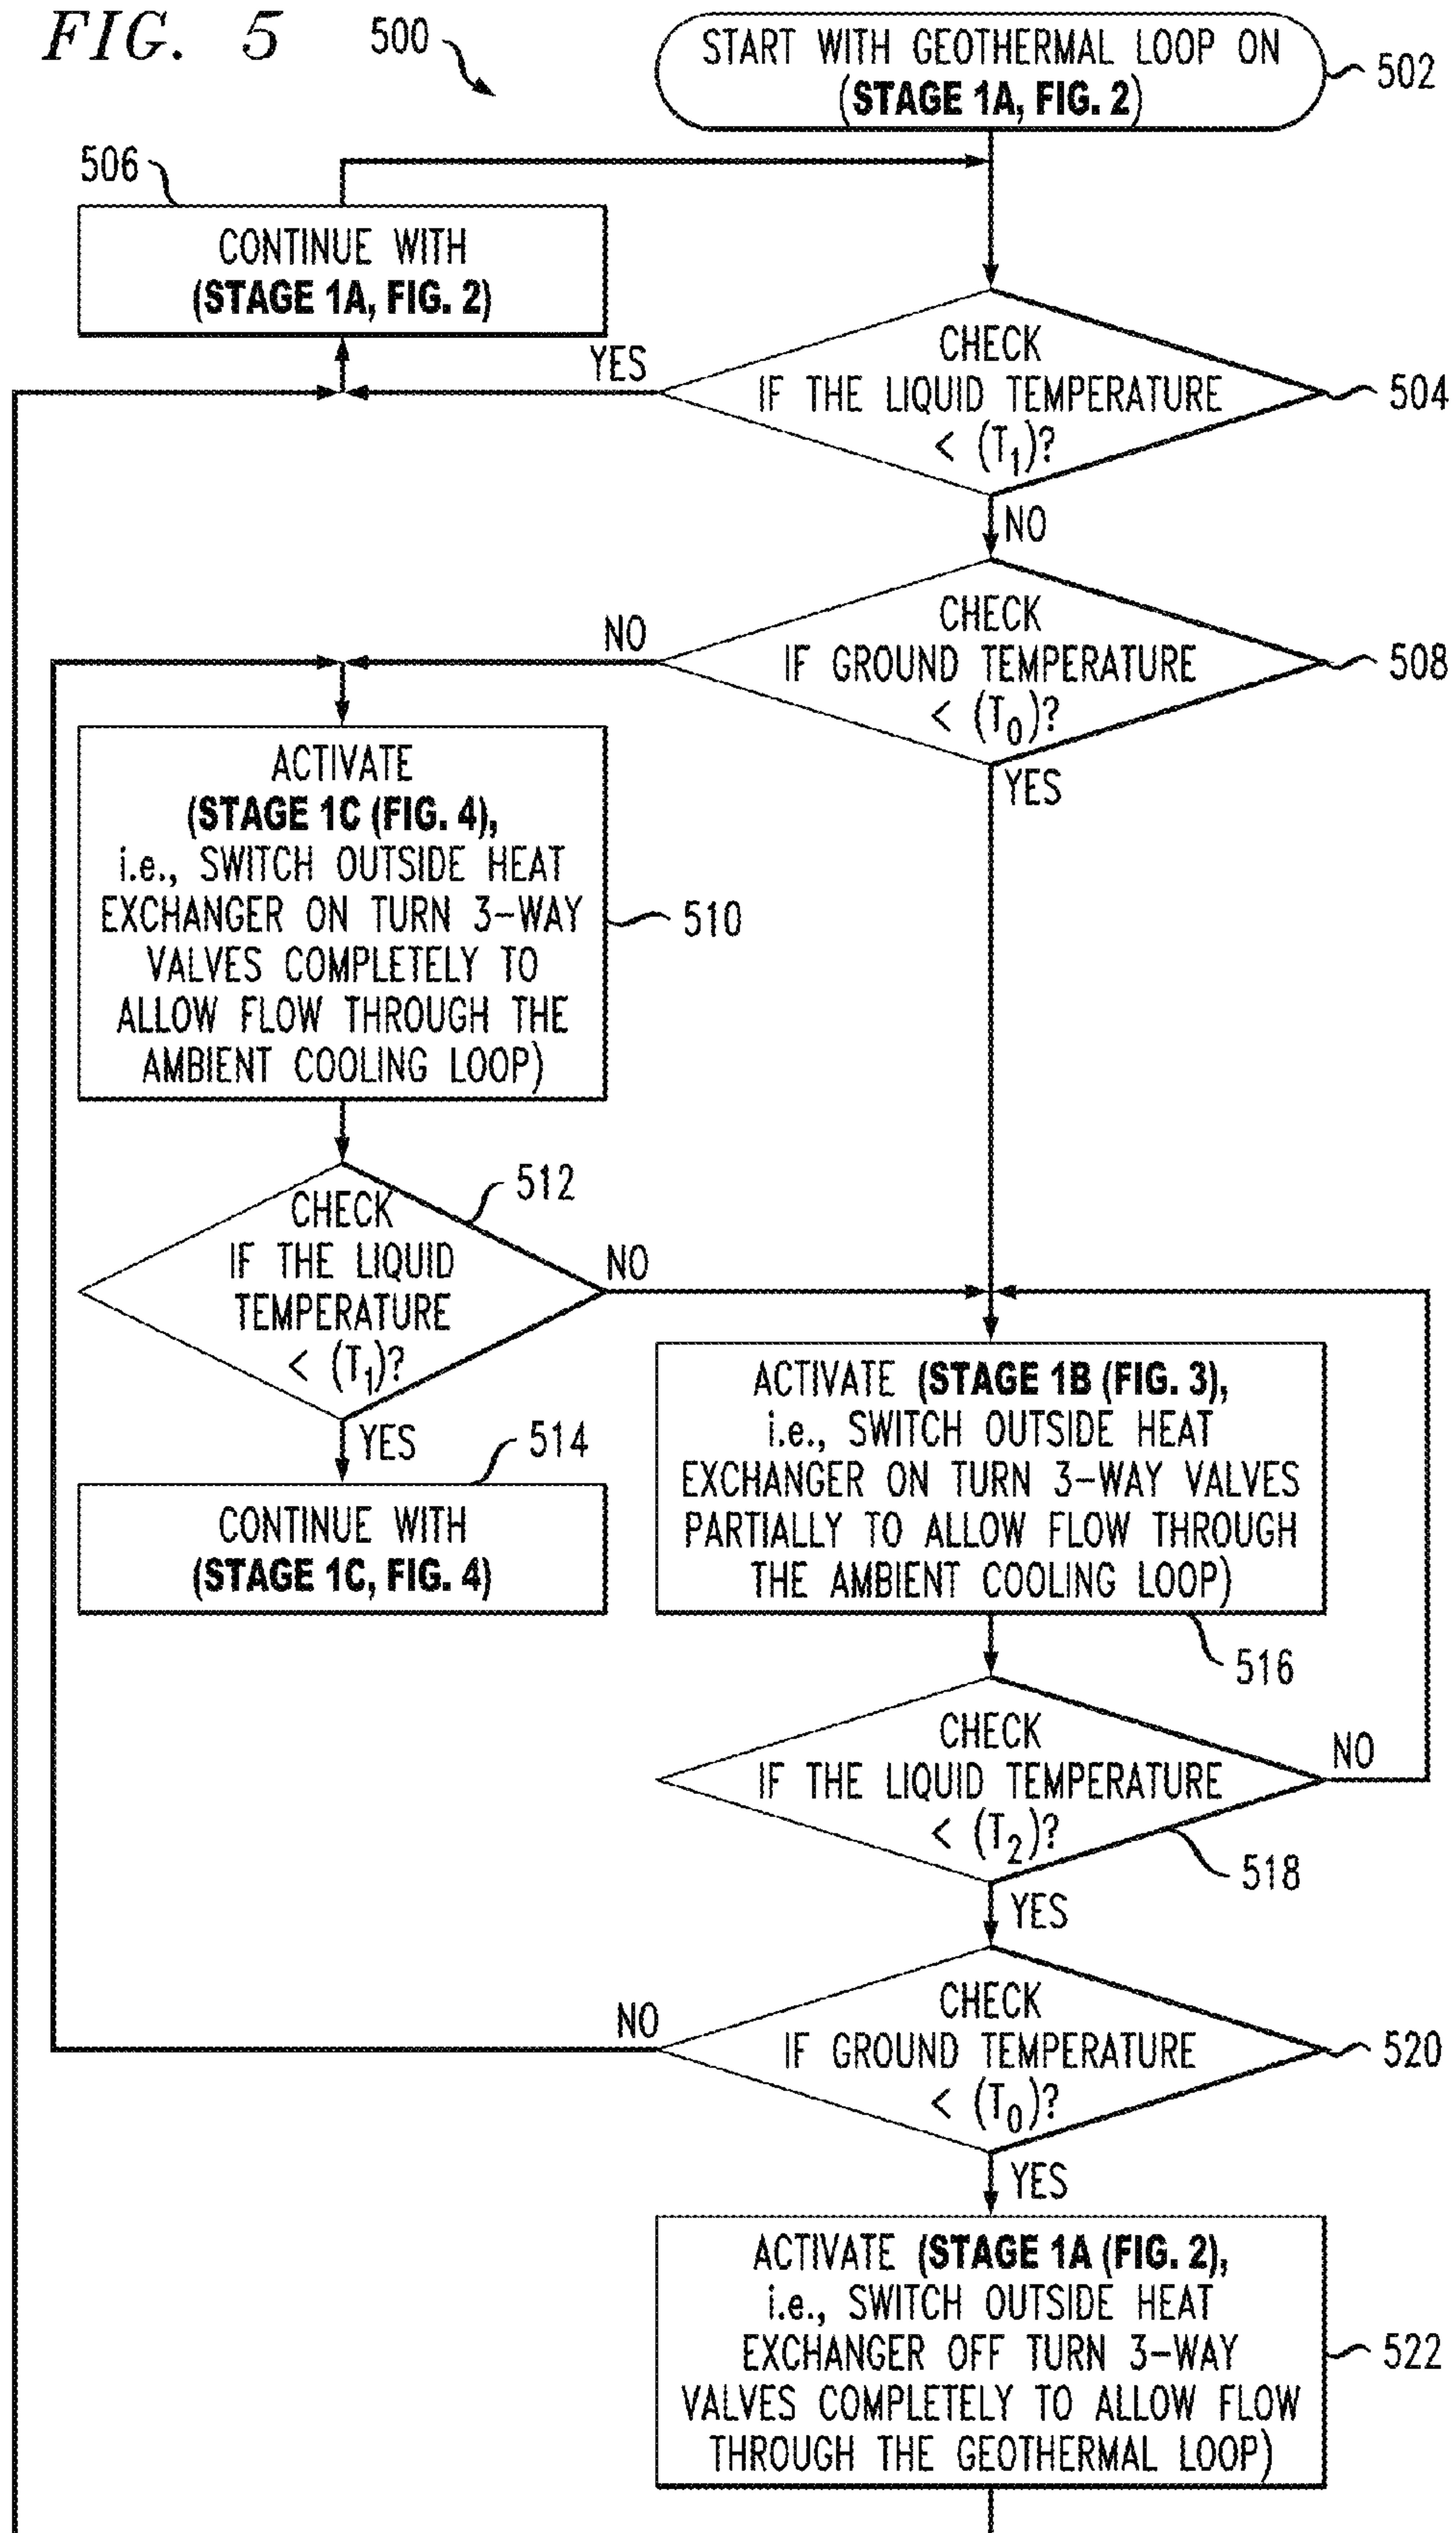 FIG. 5
500
START WITH GEOTHERMAL LOOP ON
(STAGE 1A, FIG. 2)
502
506
CONTINUE WITH
(STAGE 1A, FIG. 2)
YES
CHECK
IF THE LIQUID TEMPERATURE
< (T1)?
504
NO
CHECK
IF GROUND TEMPERATURE
< (T0)?
508
NO
YES
ACTIVATE
(STAGE 1C (FIG. 4),
i.e., SWITCH OUTSIDE HEAT
EXCHANGER ON TURN 3-WAY
VALVES COMPLETELY TO
ALLOW FLOW THROUGH THE
AMBIENT COOLING LOOP)
510
CHECK
IF THE LIQUID
TEMPERATURE
< (T1)?
512
NO
YES
514
CONTINUE WITH
(STAGE 1C, FIG. 4)
ACTIVATE (STAGE 1B (FIG. 3),
i.e., SWITCH OUTSIDE HEAT
EXCHANGER ON TURN 3-WAY VALVES
PARTIALLY TO ALLOW FLOW THROUGH
THE AMBIENT COOLING LOOP)
516
CHECK
IF THE LIQUID TEMPERATURE
< (T2)?
NO
518
YES
CHECK
IF GROUND TEMPERATURE
< (T0)?
NO
520
YES
ACTIVATE (STAGE 1A (FIG. 2),
i.e., SWITCH OUTSIDE HEAT
EXCHANGER OFF TURN 3-WAY
VALVES COMPLETELY TO ALLOW FLOW
THROUGH THE GEOTHERMAL LOOP)
522